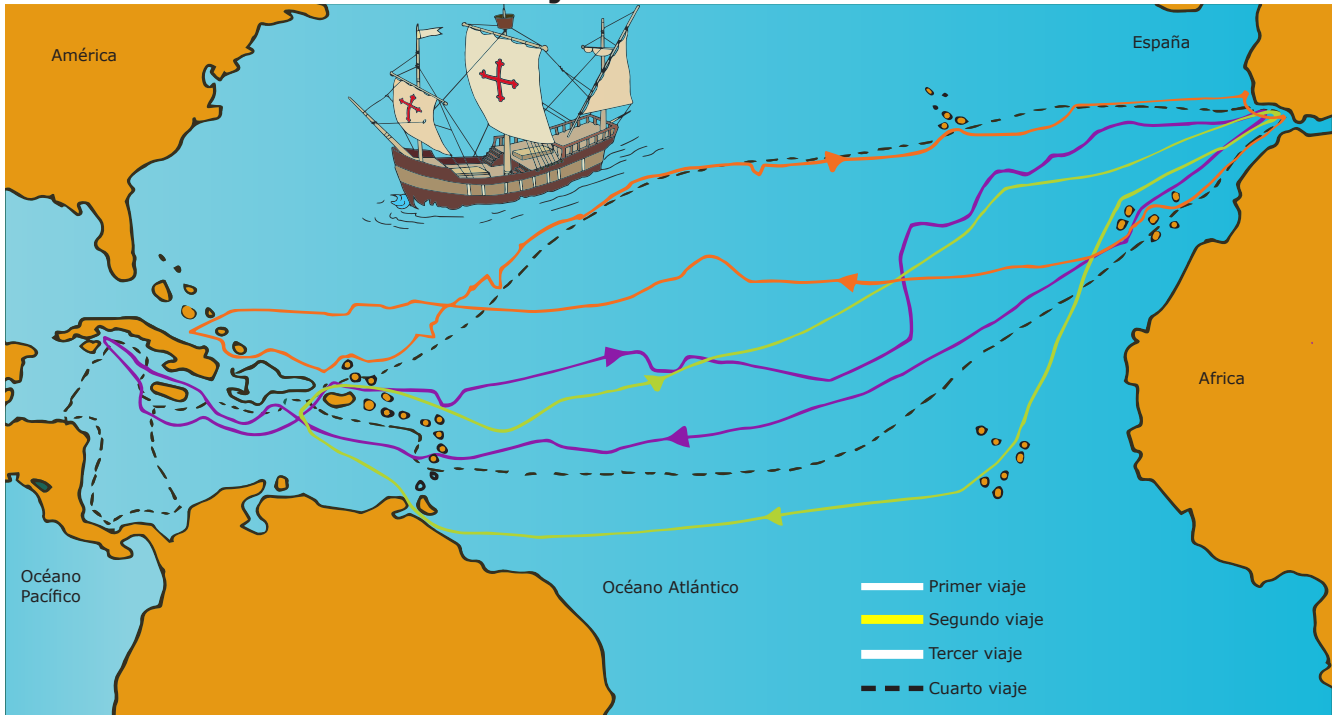 América
España
Africa
Océano
Pacífico
Océano Atlántico
Primer viaje
Segundo viaje
Tercer viaje
Cuarto viaje